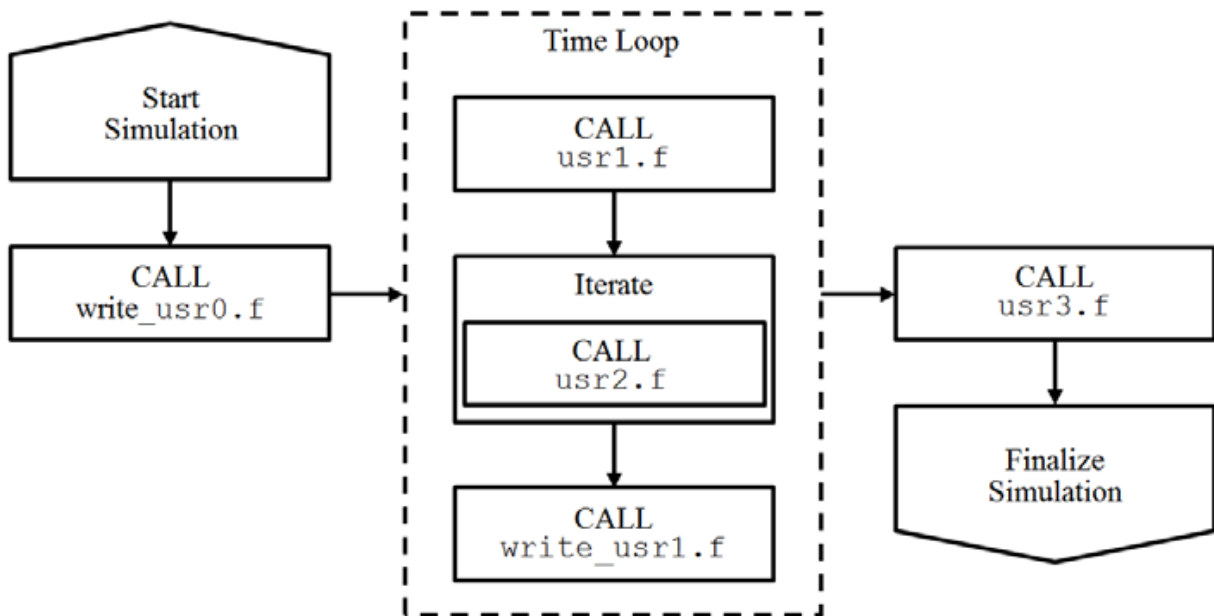 Start
Simulation
CALL
write_usr0.f
Time Loop
CALL
usr1.f
Iterate
CALL
usr2.f
CALL
write_usr1.f
CALL
usr3.f
Finalize
Simulation